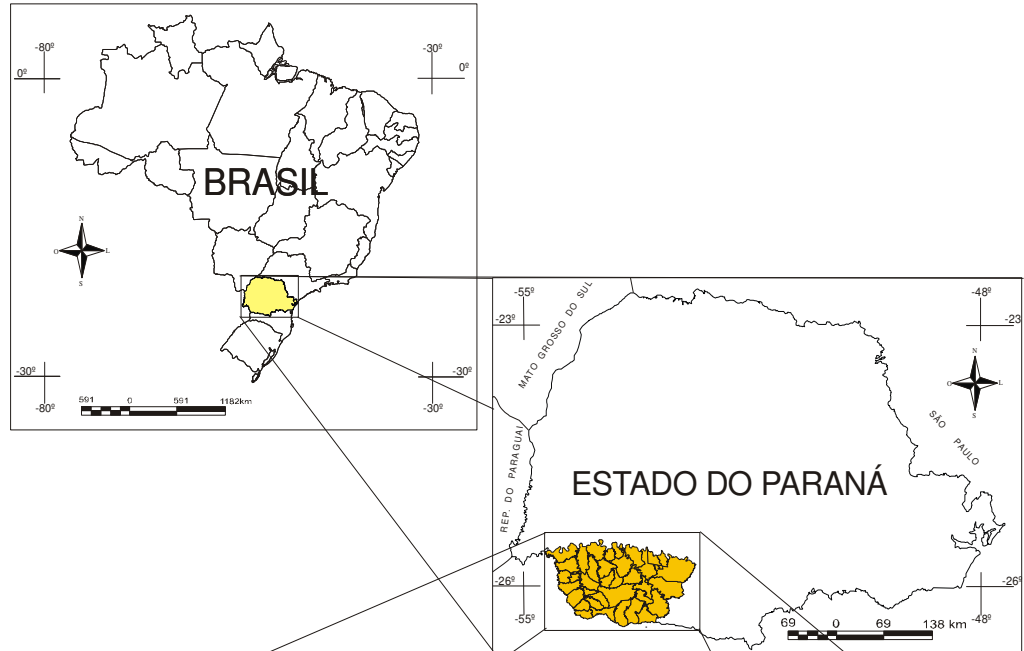 -80º
-30º
0º
0º
BRASIL
N
O
L
S
-30º
-30º
-80º
-30º
591
0
591
1182km
-55º
-48º
-23º
-23
MATO GROSSO DO SUL
N
O
L
S
SÃO PAULO
REP. DO PARAGUAI
ESTADO DO PARANÁ
-26º
-26º
-55º
-48º
69
0
69
138 km